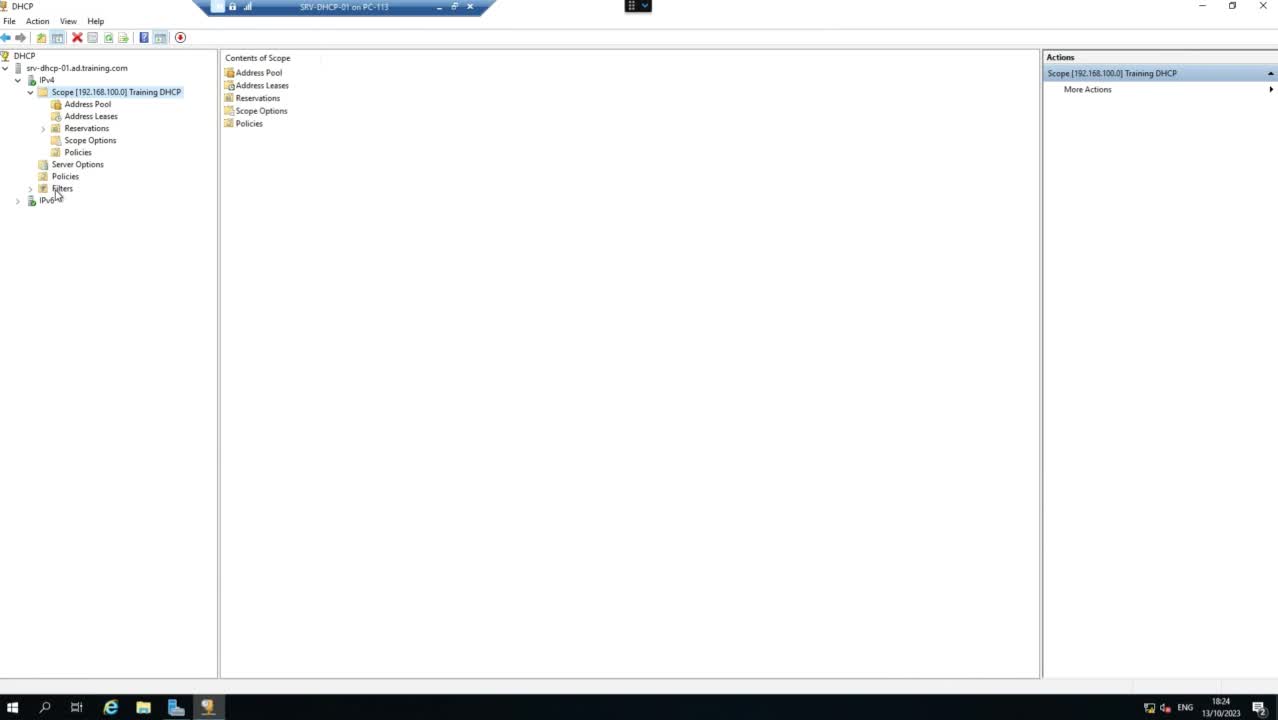 DHCP
SRV-DHCP-01 on PC-113
File Action View Help
DHCP
srv-dhcp-01.ad.training.com
IPv4
Scope [192.168.100.0] Training DHCP
Address Pool
Address Leases
Reservations
Scope Options
Policies
Server Options
Policies
Filters
IPv6
Contents of Scope
Address Pool
Address Leases
Reservations
Scope Options
Policies
Actions
Scope [192.168.100.0] Training DHCP
More Actions
ENG
18:24
13/10/2023
2